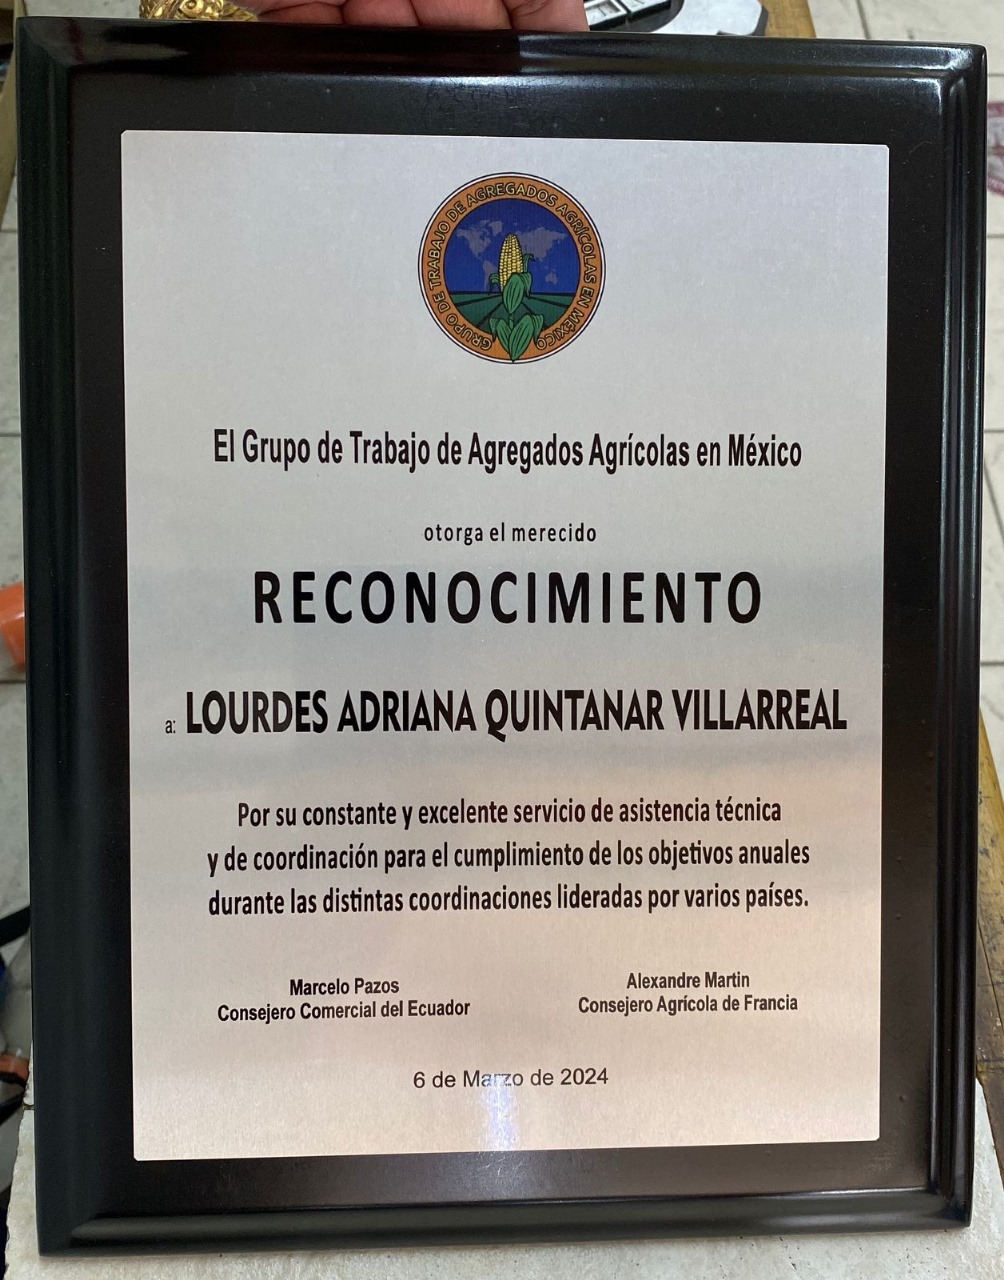 GRUPO DE TRABAJO DE AGREGADOS AGRÍCOLAS EN MÉXICO
El Grupo de Trabajo de Agregados Agrícolas en México
otorga el merecido
RECONOCIMIENTO
a: LOURDES ADRIANA QUINTANAR VILLARREAL
Por su constante y excelente servicio de asistencia técnica
y de coordinación para el cumplimiento de los objetivos anuales
durante las distintas coordinaciones lideradas por varios países.
Marcelo Pazos
Consejero Comercial del Ecuador
Alexandre Martin
Consejero Agrícola de Francia
6 de Marzo de 2024